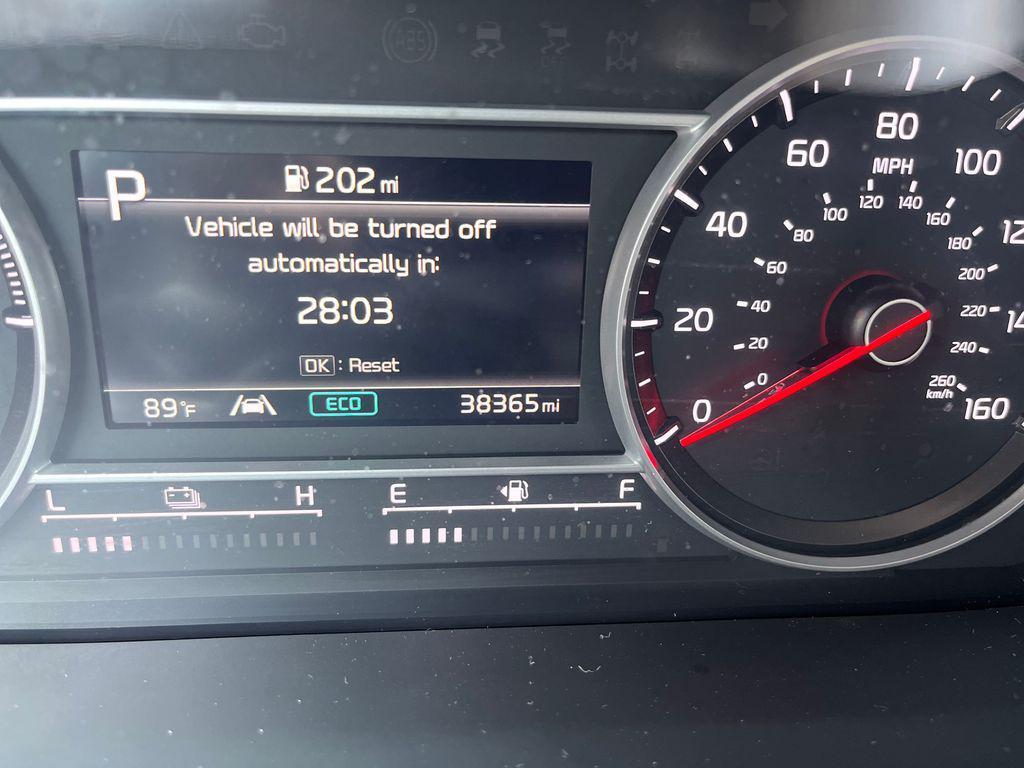 ABS
P
202 mi
Vehicle will be turned off
automatically in:
28:03
OK : Reset
89°F
ECO
38365 mi
L H
E F
0 20 40 60 80 100 160
MPH
0 20 40 60 80 100 120 140 160 180 200 220 240 260
km/h